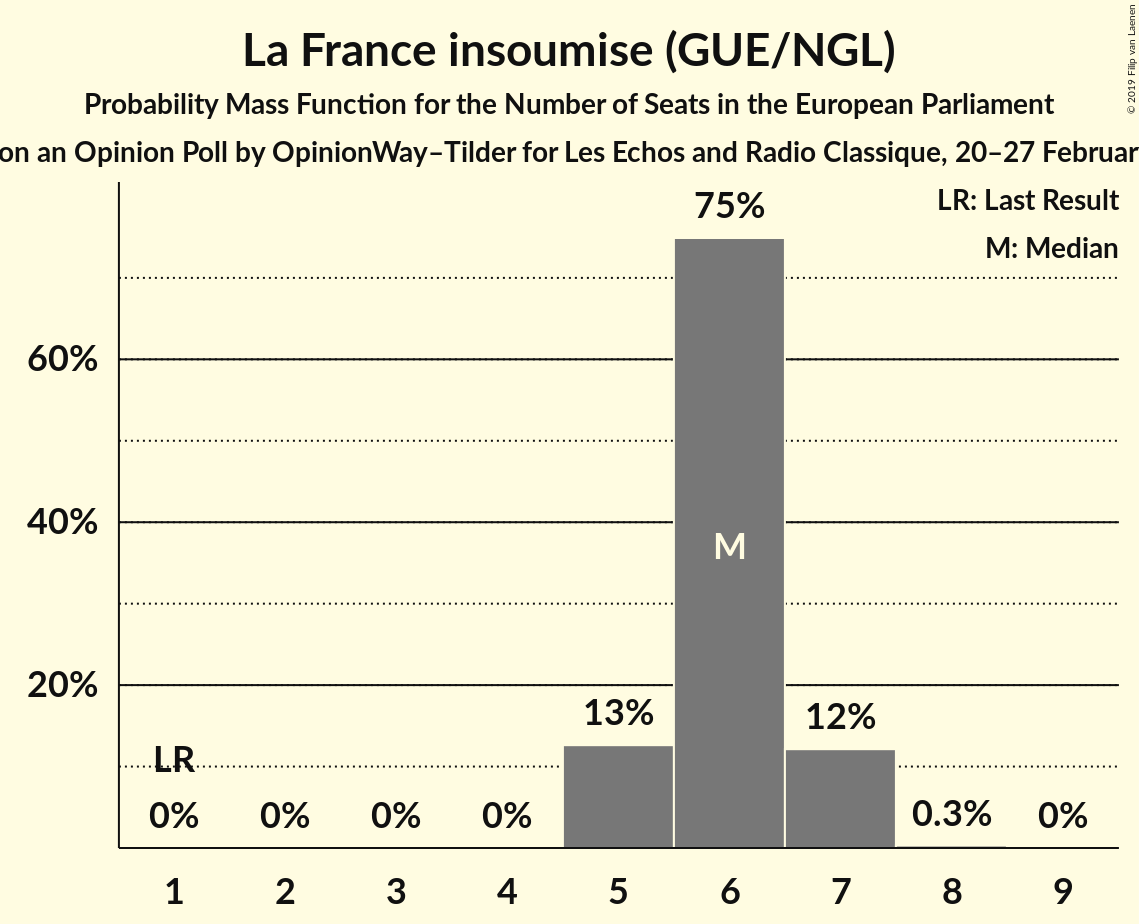 La France insoumise (GUE/NGL)
Probability Mass Function for the Number of Seats in the European Parliament
on an Opinion Poll by OpinionWay–Tilder for Les Echos and Radio Classique, 20–27 Februar
© 2019 Filip van Laenen
LR: Last Result
M: Median
75%
60%
40%
M
20%
13%
12%
LR
0%
0%
0%
0%
0.3%
0%
1 2 3 4 5 6 7 8 9